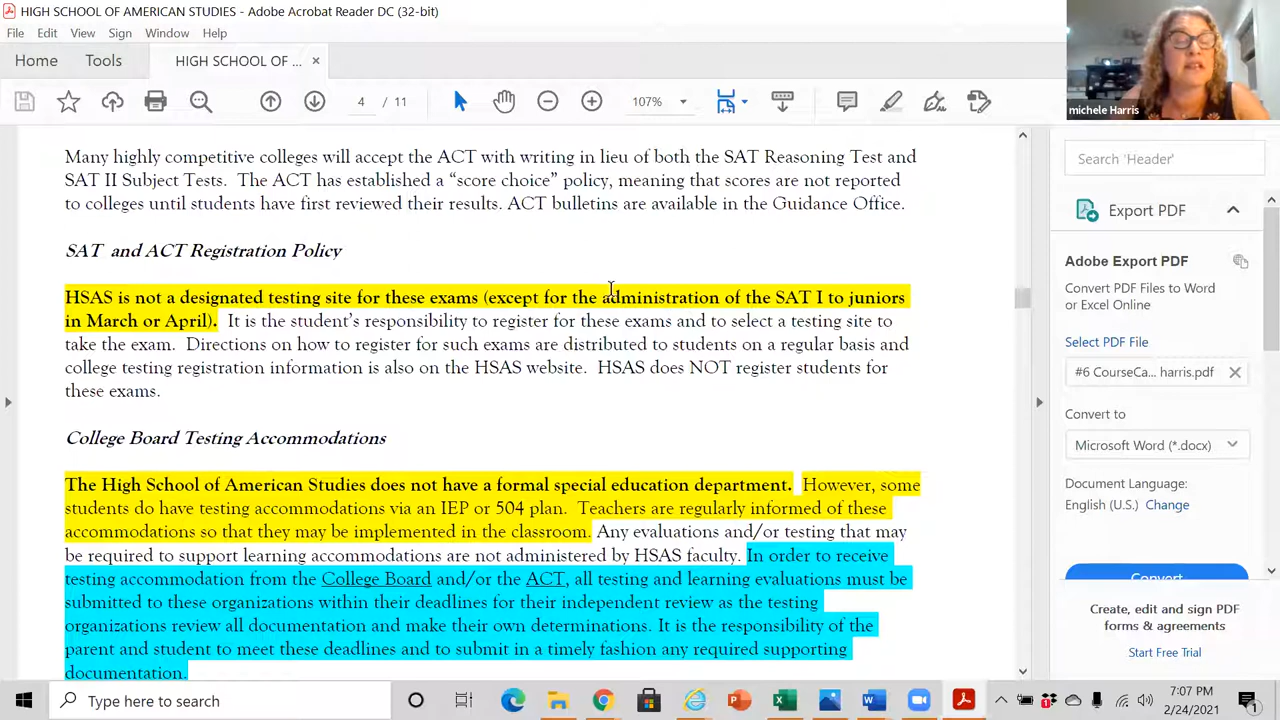 HIGH SCHOOL OF AMERICAN STUDIES - Adobe Acrobat Reader DC (32-bit)
File Edit View Sign Window Help
Home Tools HIGH SCHOOL OF ... ×
4 / 11 107%
michele Harris
Many highly competitive colleges will accept the ACT with writing in lieu of both the SAT Reasoning Test and
SAT II Subject Tests. The ACT has established a “score choice” policy, meaning that scores are not reported
to colleges until students have first reviewed their results. ACT bulletins are available in the Guidance Office.
SAT and ACT Registration Policy
HSAS is not a designated testing site for these exams (except for the administration of the SAT I to juniors
in March or April). It is the student’s responsibility to register for these exams and to select a testing site to
take the exam. Directions on how to register for such exams are distributed to students on a regular basis and
college testing registration information is also on the HSAS website. HSAS does NOT register students for
these exams.
College Board Testing Accommodations
The High School of American Studies does not have a formal special education department. However, some
students do have testing accommodations via an IEP or 504 plan. Teachers are regularly informed of these
accommodations so that they may be implemented in the classroom. Any evaluations and/or testing that may
be required to support learning accommodations are not administered by HSAS faculty. In order to receive
testing accommodation from the College Board and/or the ACT, all testing and learning evaluations must be
submitted to these organizations within their deadlines for their independent review as the testing
organizations review all documentation and make their own determinations. It is the responsibility of the
parent and student to meet these deadlines and to submit in a timely fashion any required supporting
documentation.
Search 'Header'
Export PDF
Adobe Export PDF
Convert PDF Files to Word
or Excel Online
Select PDF File
#6 CourseCa... harris.pdf
Convert to
Microsoft Word (*.docx)
Document Language:
English (U.S.) Change
Convert
Create, edit and sign PDF
forms & agreements
Start Free Trial
Type here to search
7:07 PM
2/24/2021